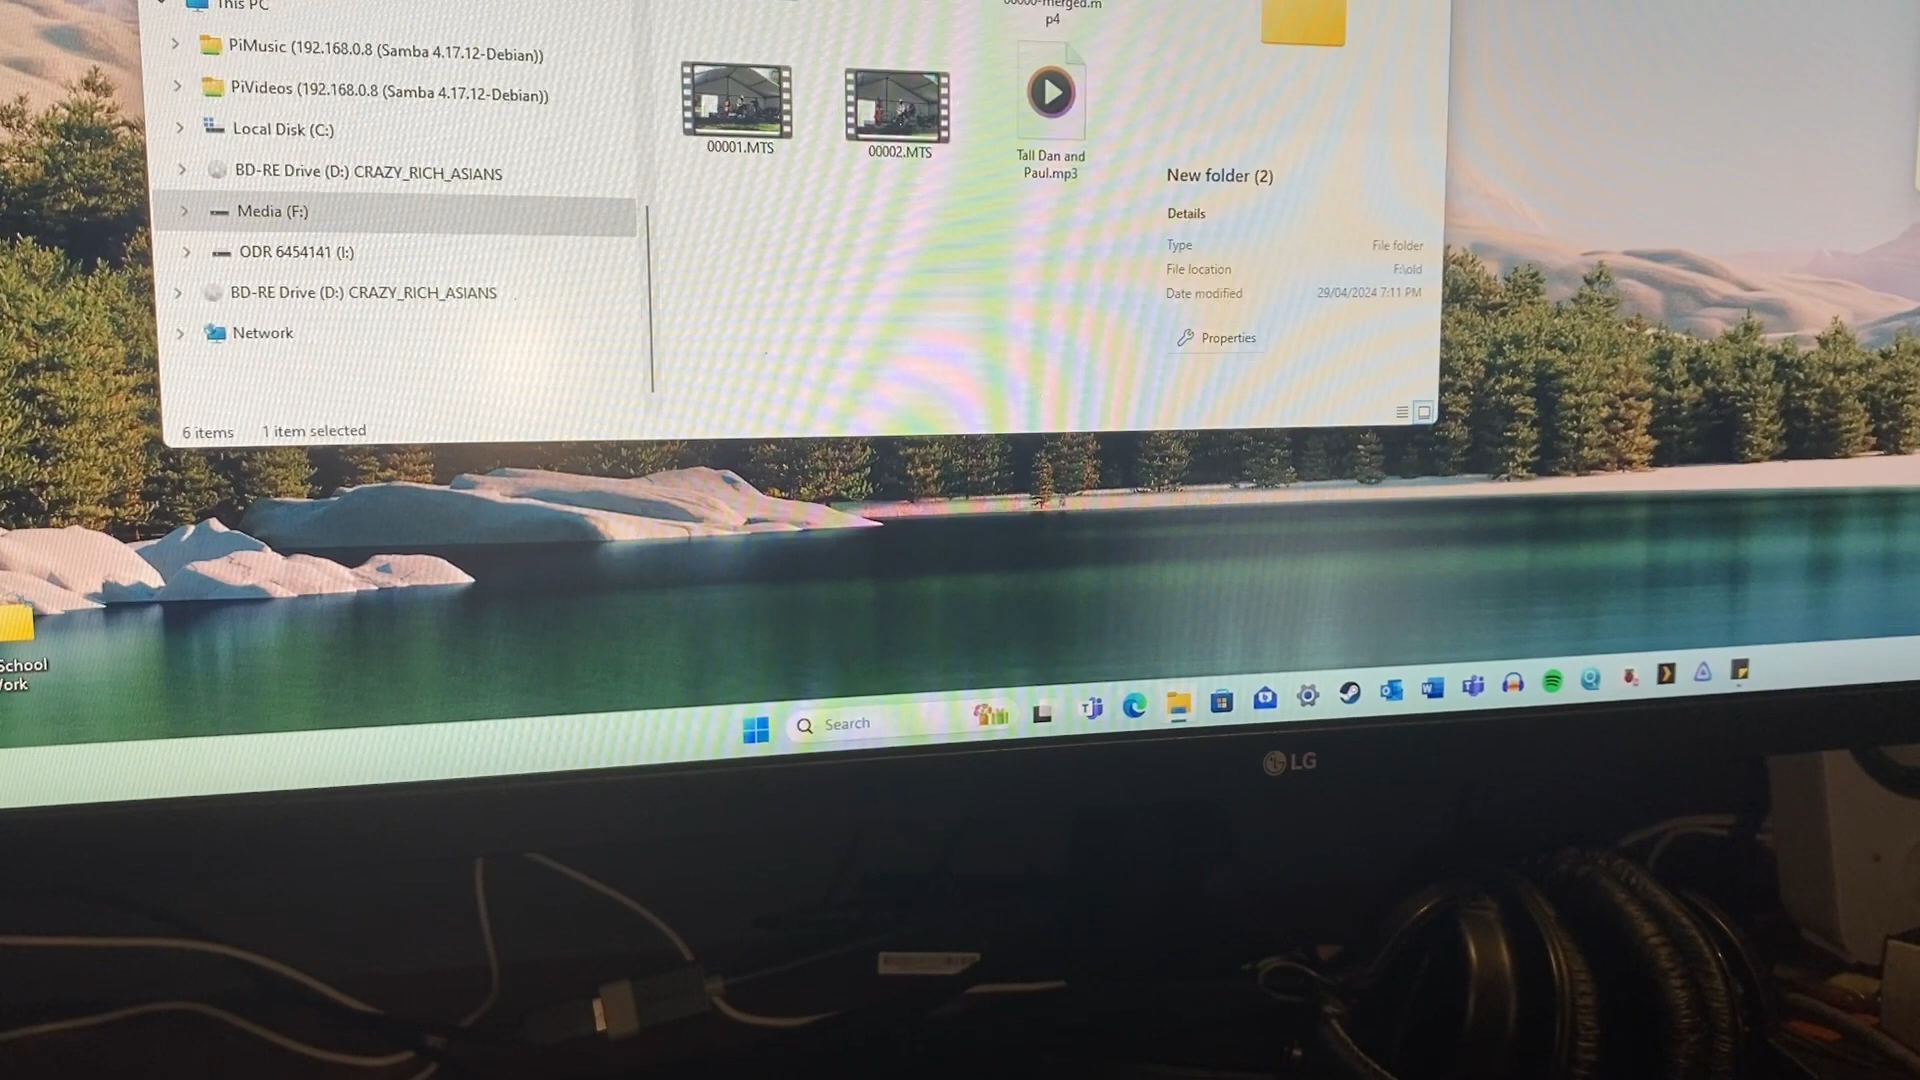 This PC
PiMusic (192.168.0.8 (Samba 4.17.12-Debian))
PiVideos (192.168.0.8 (Samba 4.17.12-Debian))
Local Disk (C:)
BD-RE Drive (D:) CRAZY_RICH_ASIANS
Media (F:)
ODR 6454141 (I:)
BD-RE Drive (D:) CRAZY_RICH_ASIANS
Network
6 items 1 item selected
00000-merged.m
p4
00001.MTS
00002.MTS
Tall Dan and
Paul.mp3
New folder (2)
Details
Type File folder
File location F:\old
Date modified 29/04/2024 7:11 PM
Properties
School
Work
Search
LG